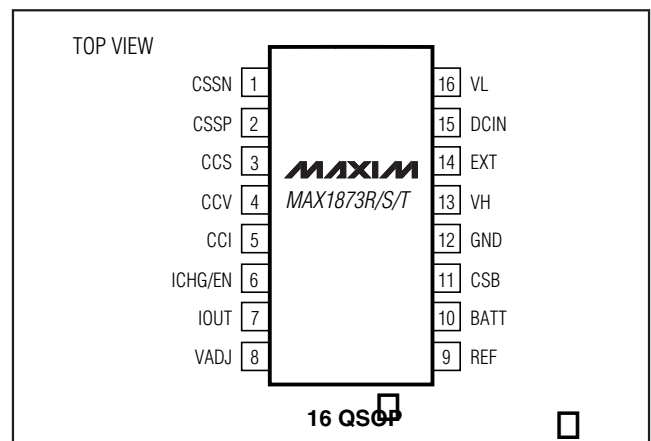 TOP VIEW
CSSN 1
CSSP 2
CCS 3
CCV 4
CCI 5
ICHG/EN 6
IOUT 7
VADJ 8
MAXIM
MAX1873R/S/T
16 VL
15 DCIN
14 EXT
13 VH
12 GND
11 CSB
10 BATT
9 REF
16 QSOP